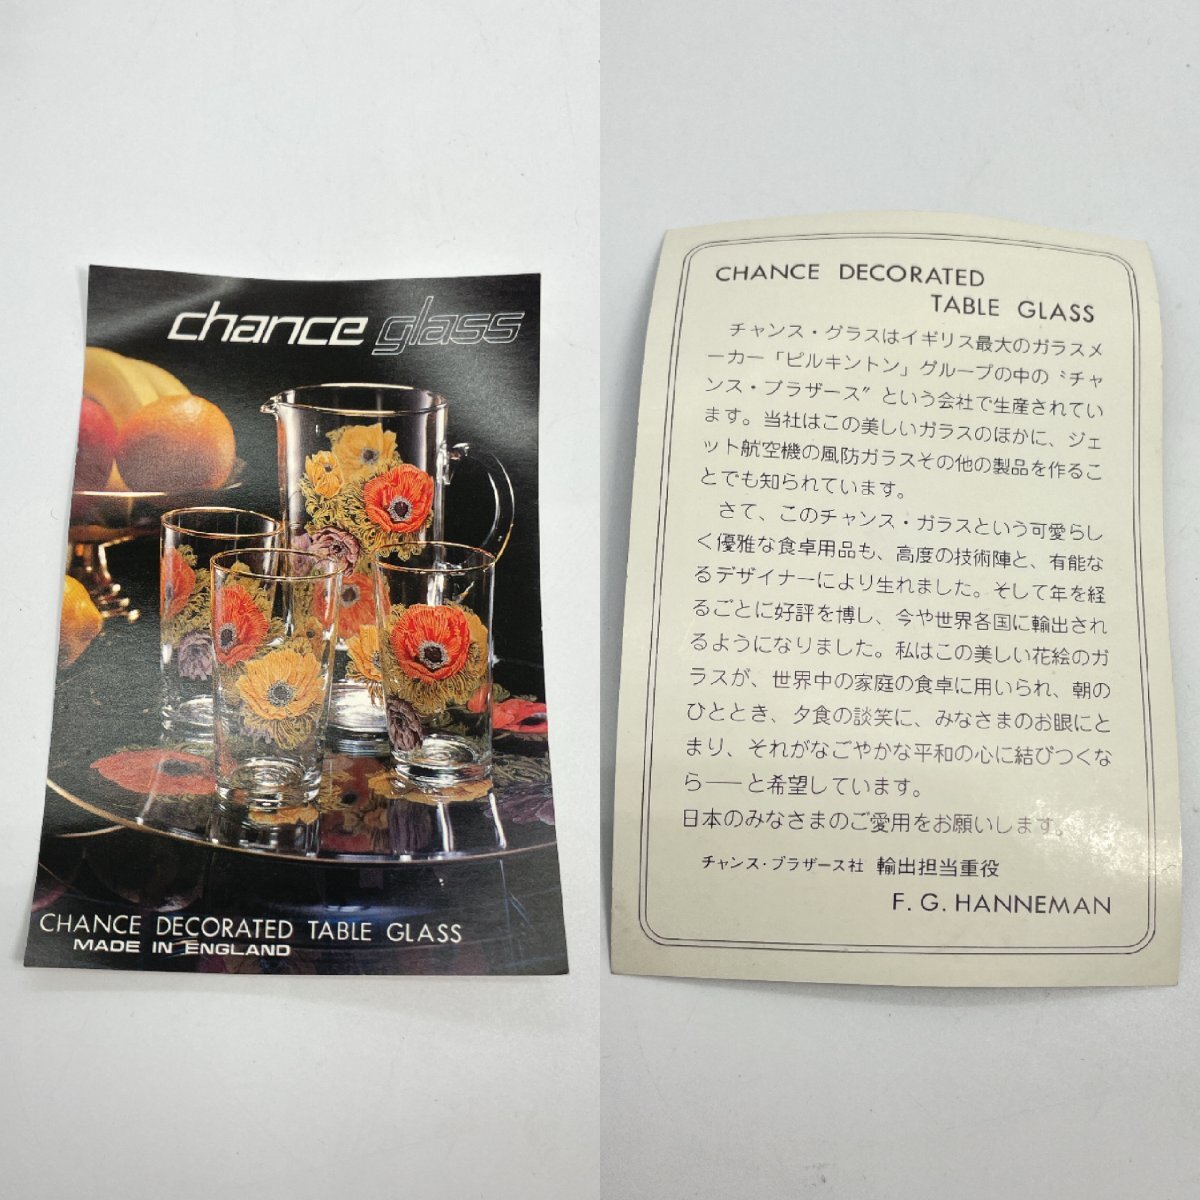 chance glass
CHANCE DECORATED TABLE GLASS
MADE IN ENGLAND
CHANCE DECORATED
TABLE GLASS
チャンス・グラスはイギリス最大のガラスメ
ーカー「ピルキントン」グループの中の〝チャ
ンス・ブラザース〟という会社で生産されてい
ます。当社はこの美しいガラスのほかに、ジェ
ット航空機の風防ガラスその他の製品を作るこ
とでも知られています。
さて、このチャンス・ガラスという可愛らし
く優雅な食卓用品も、高度の技術陣と、有能な
るデザイナーにより生れました。そして年を経
るごとに好評を博し、今や世界各国に輸出され
るようになりました。私はこの美しい花絵のガ
ラスが、世界中の家庭の食卓に用いられ、朝の
ひととき、夕食の談笑に、みなさまのお眼にと
まり、それがなごやかな平和の心に結びつくな
ら――と希望しています。
日本のみなさまのご愛用をお願いします。
チャンス・ブラザース社 輸出担当重役
F. G. HANNEMAN